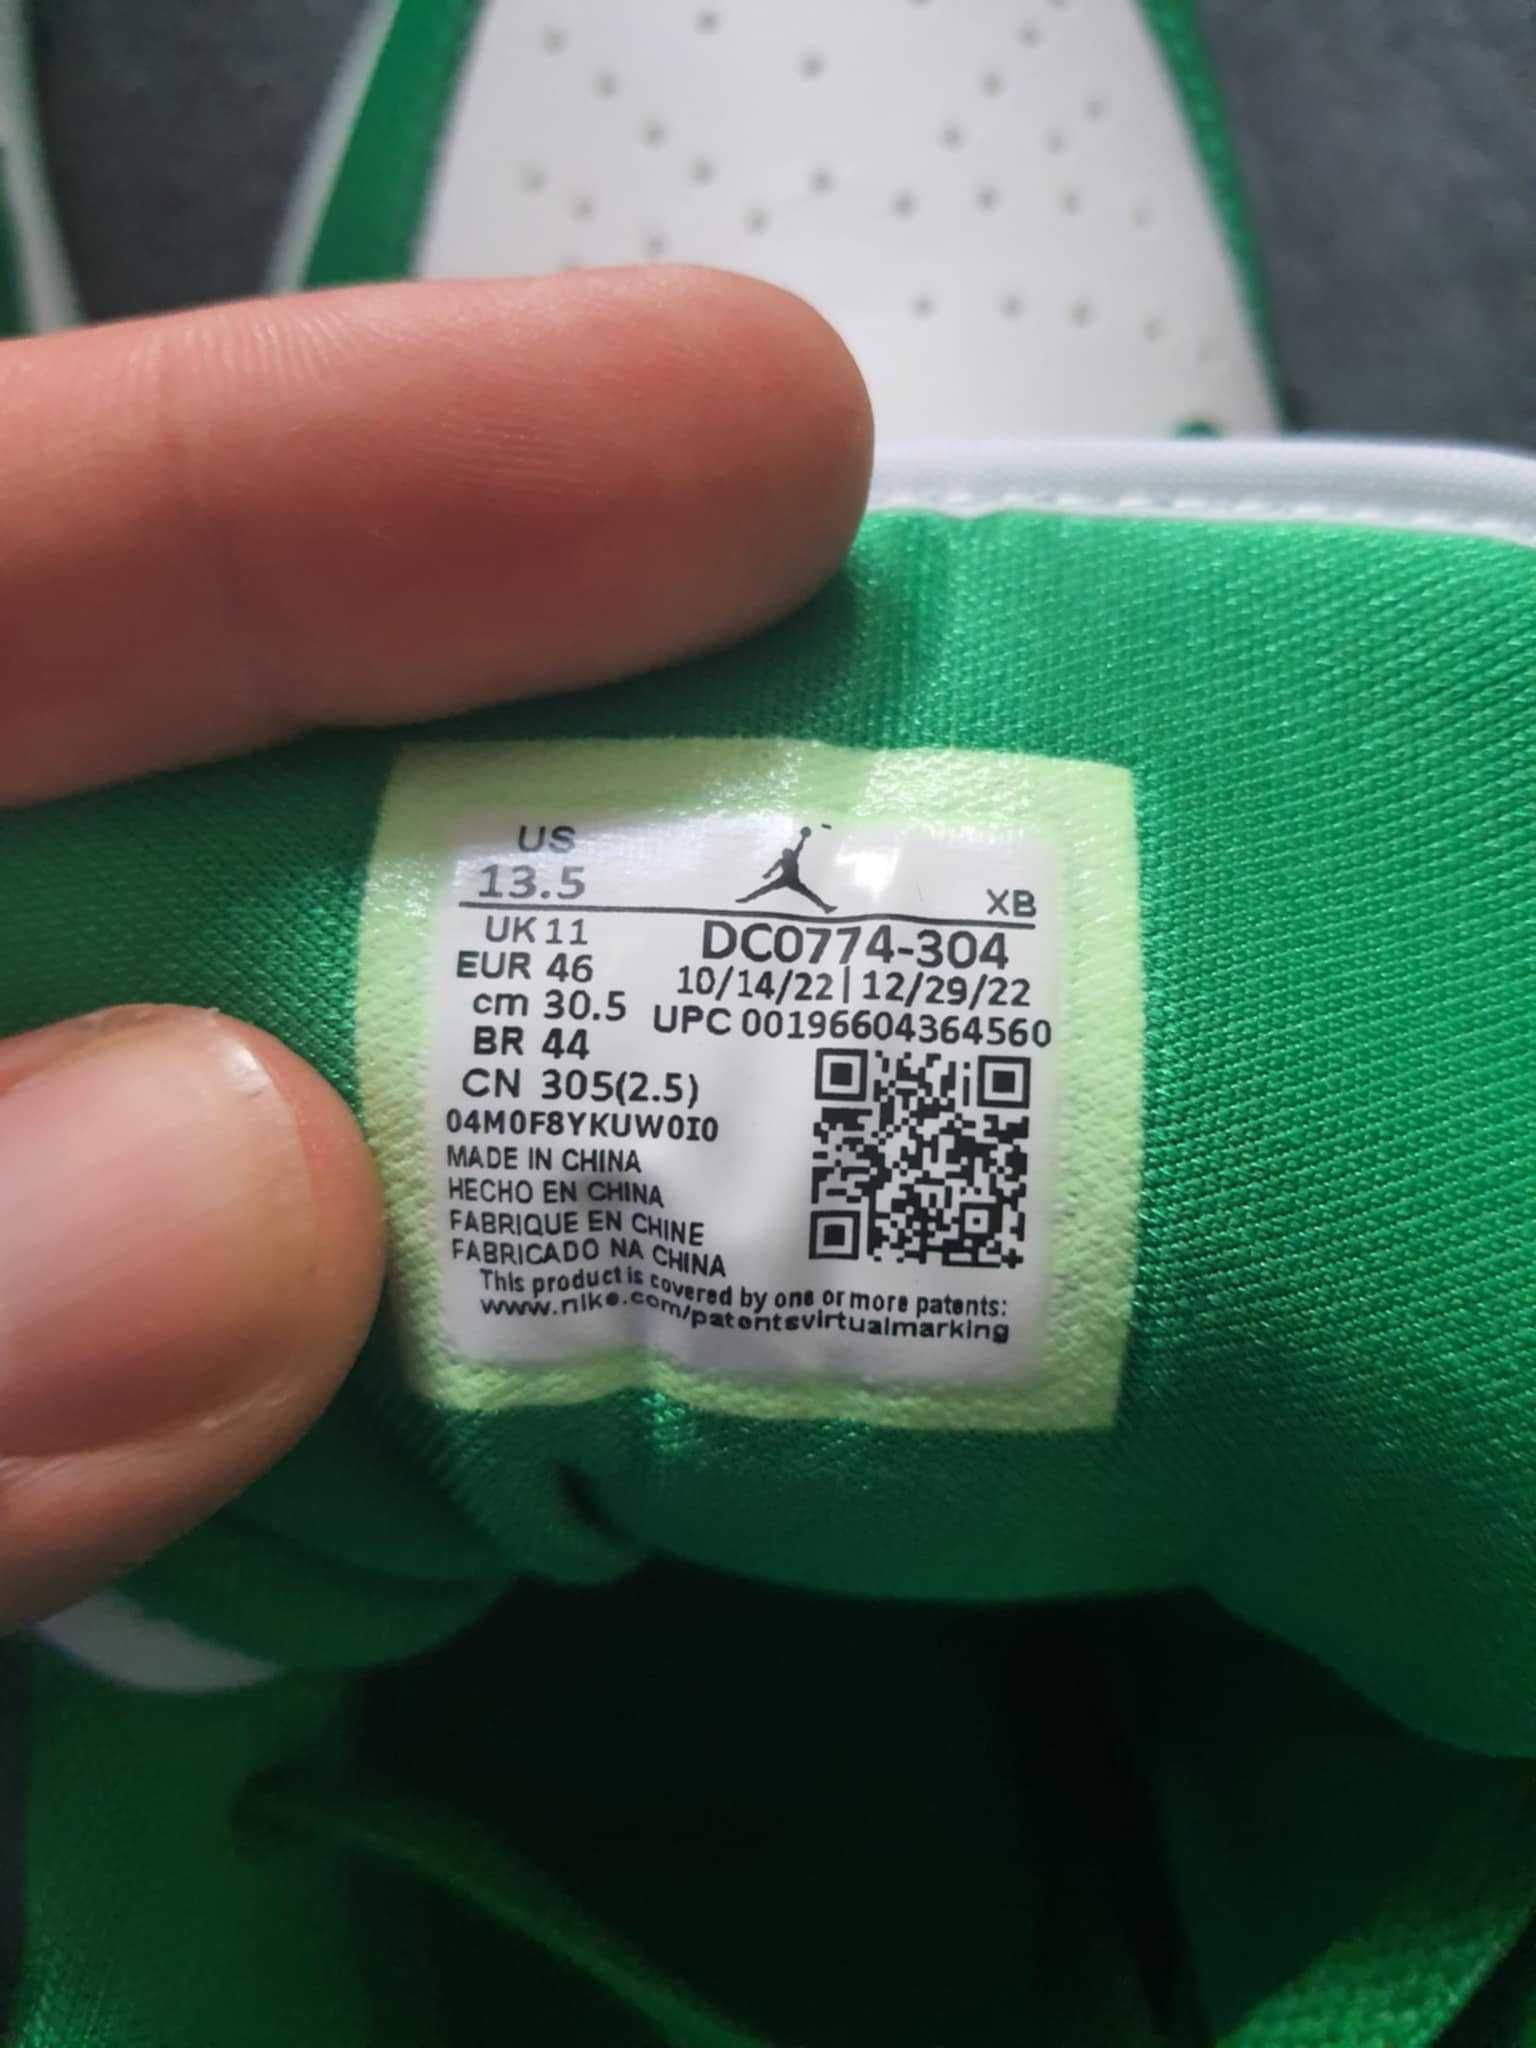 US
13.5
XB
UK 11
EUR 46
cm 30.5
BR 44
CN 305(2.5)
DC0774-304
10/14/22 | 12/29/22
UPC 00196604364560
04M0F8YKUW0I0
MADE IN CHINA
HECHO EN CHINA
FABRIQUE EN CHINE
FABRICADO NA CHINA
This product is covered by one or more patents:
www.nike.com/patentsvirtualmarking